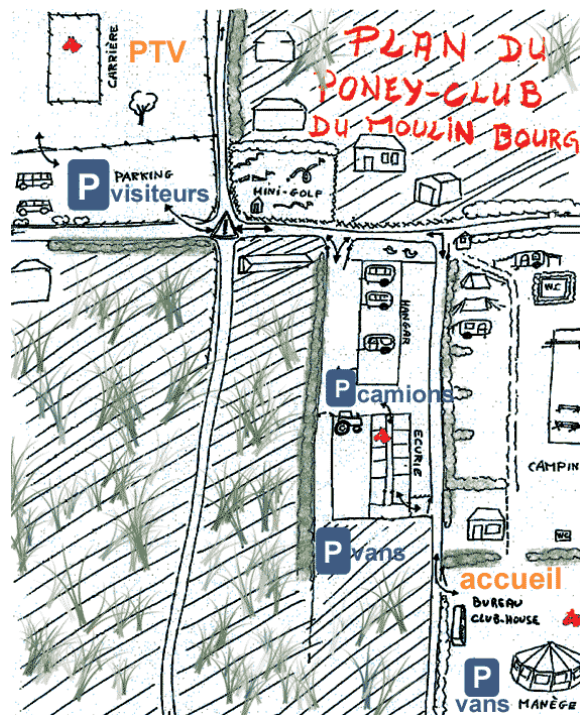 PLAN DU
PONEY-CLUB
DU MOULIN BOURG
PTV
CARRIÈRE
P PARKING
visiteurs
MINI-GOLF
W.C
HANGAR
P camions
ECURIE
CAMPIN
WC
P vans
accueil
BUREAU
CLUB-HOUSE
P
vans MANÈGE